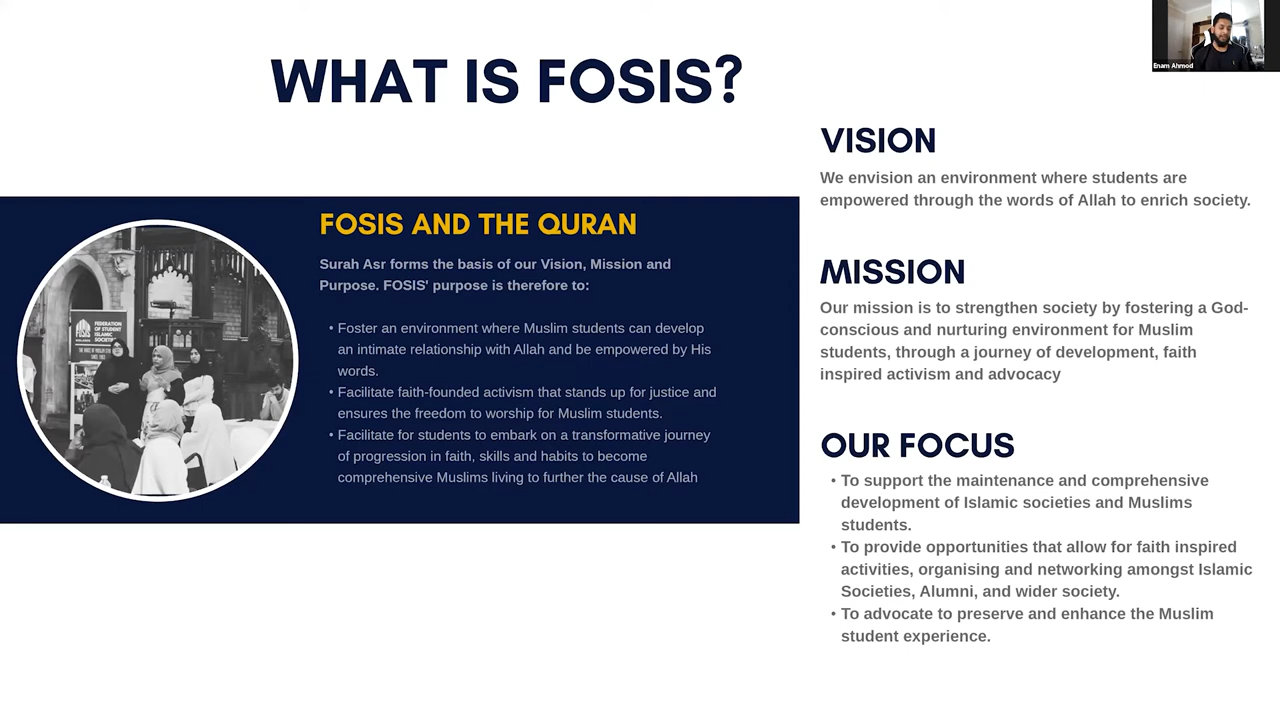 WHAT IS FOSIS?
Enam Ahmod
FOSIS AND THE QURAN
Surah Asr forms the basis of our Vision, Mission and
Purpose. FOSIS' purpose is therefore to:
• Foster an environment where Muslim students can develop
an intimate relationship with Allah and be empowered by His
words.
• Facilitate faith-founded activism that stands up for justice and
ensures the freedom to worship for Muslim students.
• Facilitate for students to embark on a transformative journey
of progression in faith, skills and habits to become
comprehensive Muslims living to further the cause of Allah
FEDERATION
OF STUDENT
ISLAMIC
VISION
We envision an environment where students are
empowered through the words of Allah to enrich society.
MISSION
Our mission is to strengthen society by fostering a God-
conscious and nurturing environment for Muslim
students, through a journey of development, faith
inspired activism and advocacy
OUR FOCUS
• To support the maintenance and comprehensive
development of Islamic societies and Muslims
students.
• To provide opportunities that allow for faith inspired
activities, organising and networking amongst Islamic
Societies, Alumni, and wider society.
• To advocate to preserve and enhance the Muslim
student experience.